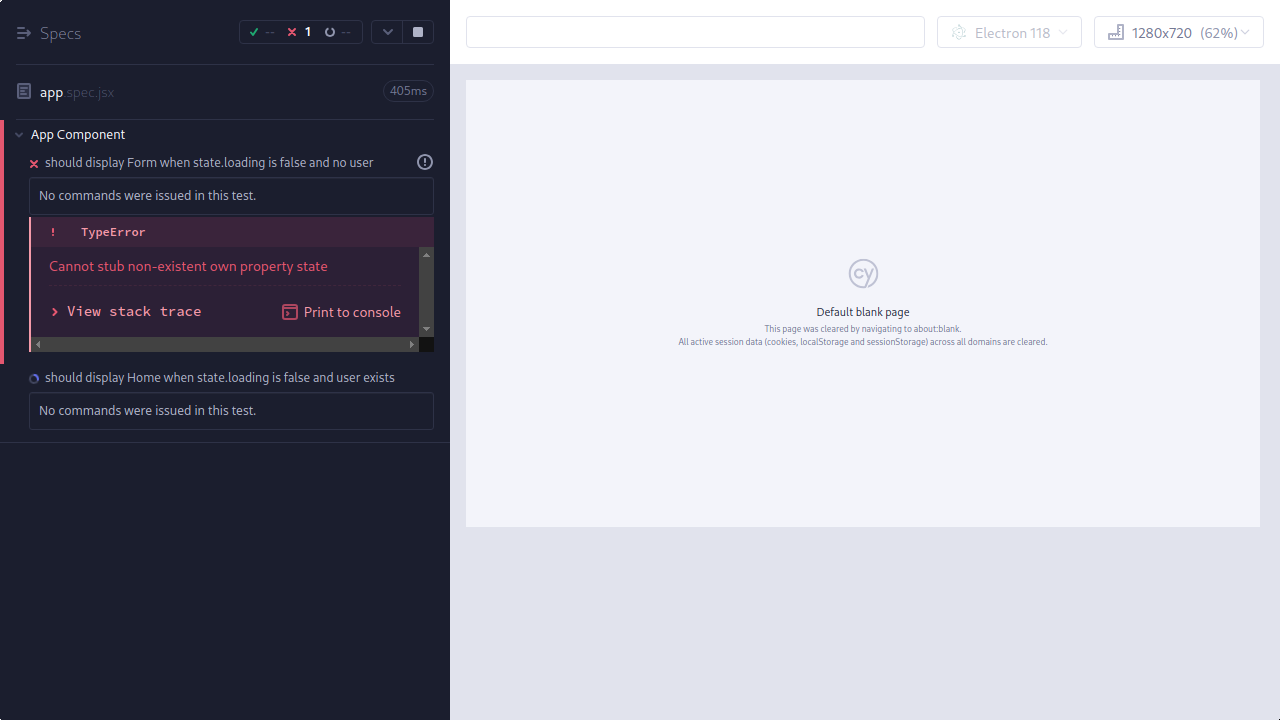 Specs
-- 1 --
app.spec.jsx
405ms
App Component
should display Form when state.loading is false and no user
No commands were issued in this test.
! TypeError
Cannot stub non-existent own property state
View stack trace
Print to console
should display Home when state.loading is false and user exists
No commands were issued in this test.
Electron 118
1280x720 (62%)
cy
Default blank page
This page was cleared by navigating to about:blank.
All active session data (cookies, localStorage and sessionStorage) across all domains are cleared.